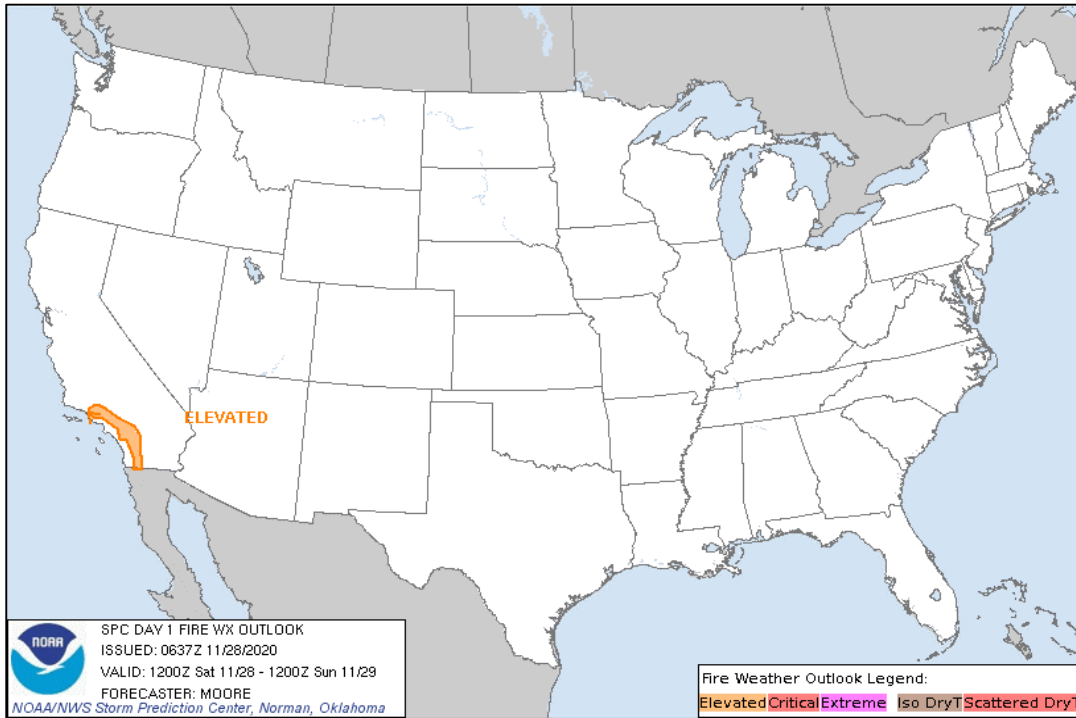 ELEVATED
NOAA
SPC DAY 1 FIRE WX OUTLOOK
ISSUED: 0637Z 11/28/2020
VALID: 1200Z Sat 11/28 - 1200Z Sun 11/29
FORECASTER: MOORE
NOAA/NWS Storm Prediction Center, Norman, Oklahoma
Fire Weather Outlook Legend:
Elevated Critical Extreme Iso DryT Scattered DryT